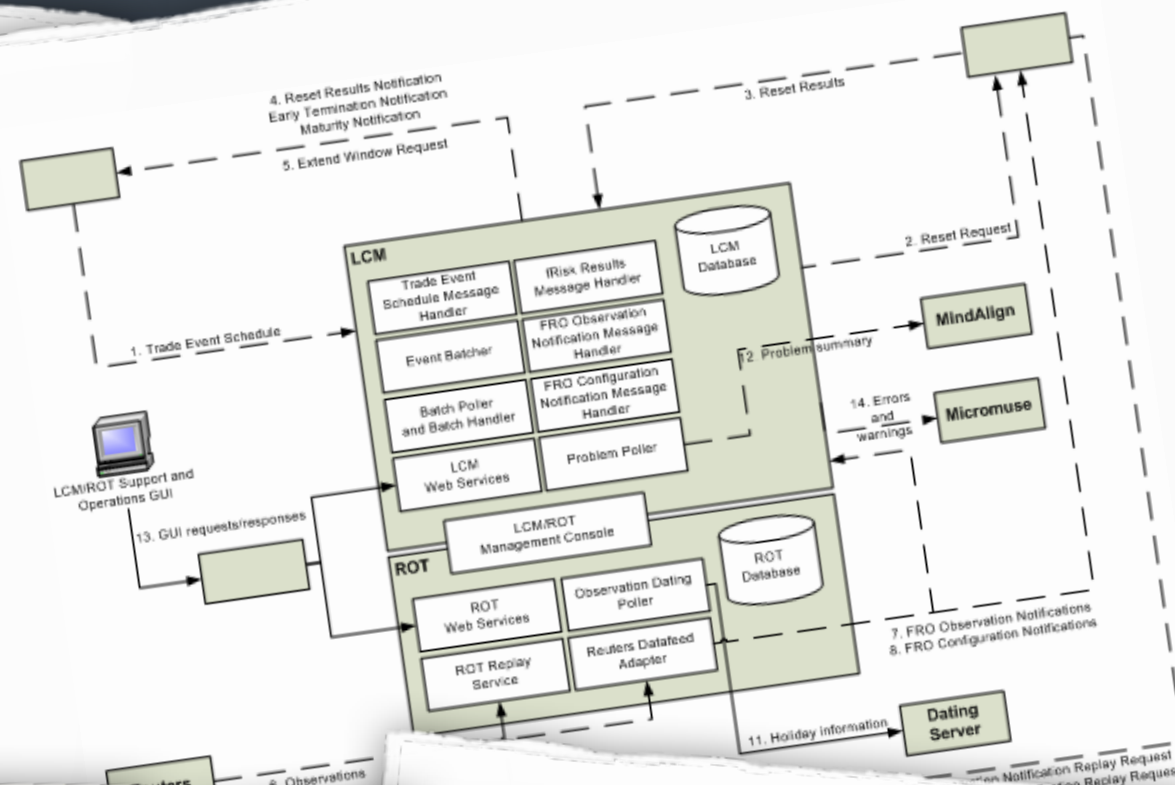 4. Reset Results Notification
Early Termination Notification
Maturity Notification
5. Extend Window Request
3. Reset Results
2. Reset Request
1. Trade Event Schedule
LCM
Trade Event
Schedule Message
Handler
fRisk Results
Message Handler
LCM
Database
Event Batcher
FRO Observation
Notification Message
Handler
Batch Poller
and Batch Handler
FRO Configuration
Notification Message
Handler
LCM
Web Services
Problem Poller
12. Problem summary
MindAlign
14. Errors
and
warnings
Micromuse
LCM/ROT Support and
Operations GUI
13. GUI requests/responses
LCM/ROT
Management Console
ROT
ROT
Database
ROT
Web Services
Observation Dating
Poller
ROT Replay
Service
Reuters Datafeed
Adapter
7. FRO Observation Notifications
8. FRO Configuration Notifications
11. Holiday information
Dating
Server
Observations
Notification Replay Request
Replay